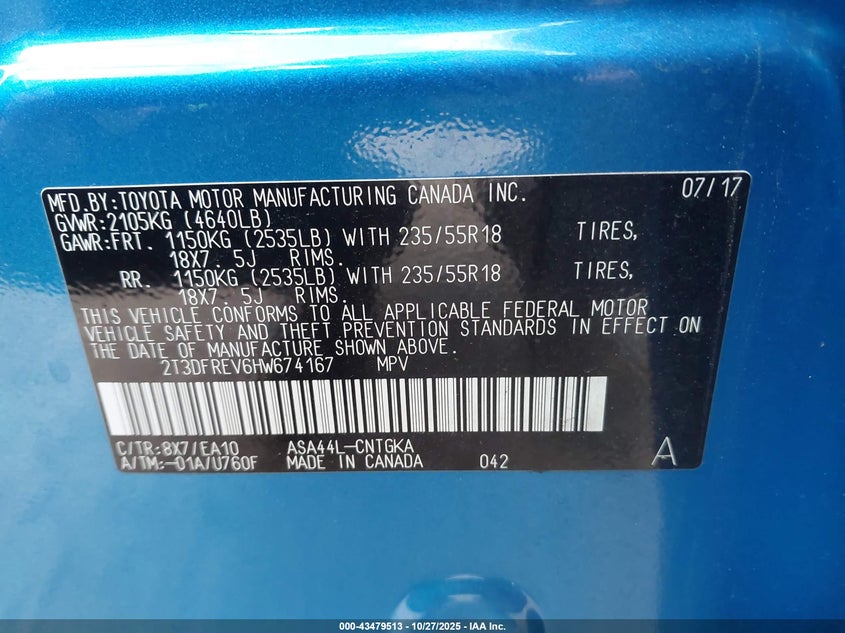 MFD.BY:TOYOTA MOTOR MANUFACTURING CANADA INC. 07/17
GVWR:2105KG (4640LB)
GAWR:FRT. 1150KG (2535LB) WITH 235/55R18 TIRES,
18X7. 5J RIMS.
RR. 1150KG (2535LB) WITH 235/55R18 TIRES,
18X7. 5J RIMS.
THIS VEHICLE CONFORMS TO ALL APPLICABLE FEDERAL MOTOR
VEHICLE SAFETY AND THEFT PREVENTION STANDARDS IN EFFECT ON
THE DATE OF MANUFACTURE SHOWN ABOVE.
2T3DFREV6HW674167 MPV
C/TR:8X7/EA10 ASA44L-CNTGKA
A/TM:-01A/U760F MADE IN CANADA 042 A
000-43479513 - 10/27/2025 - IAA Inc.